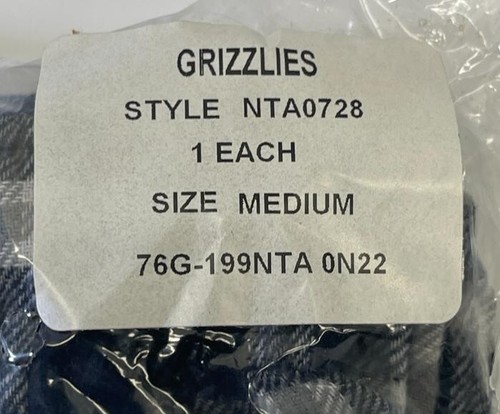 GRIZZLIES
STYLE NTA0728
1 EACH
SIZE MEDIUM
76G-199NTA 0N22